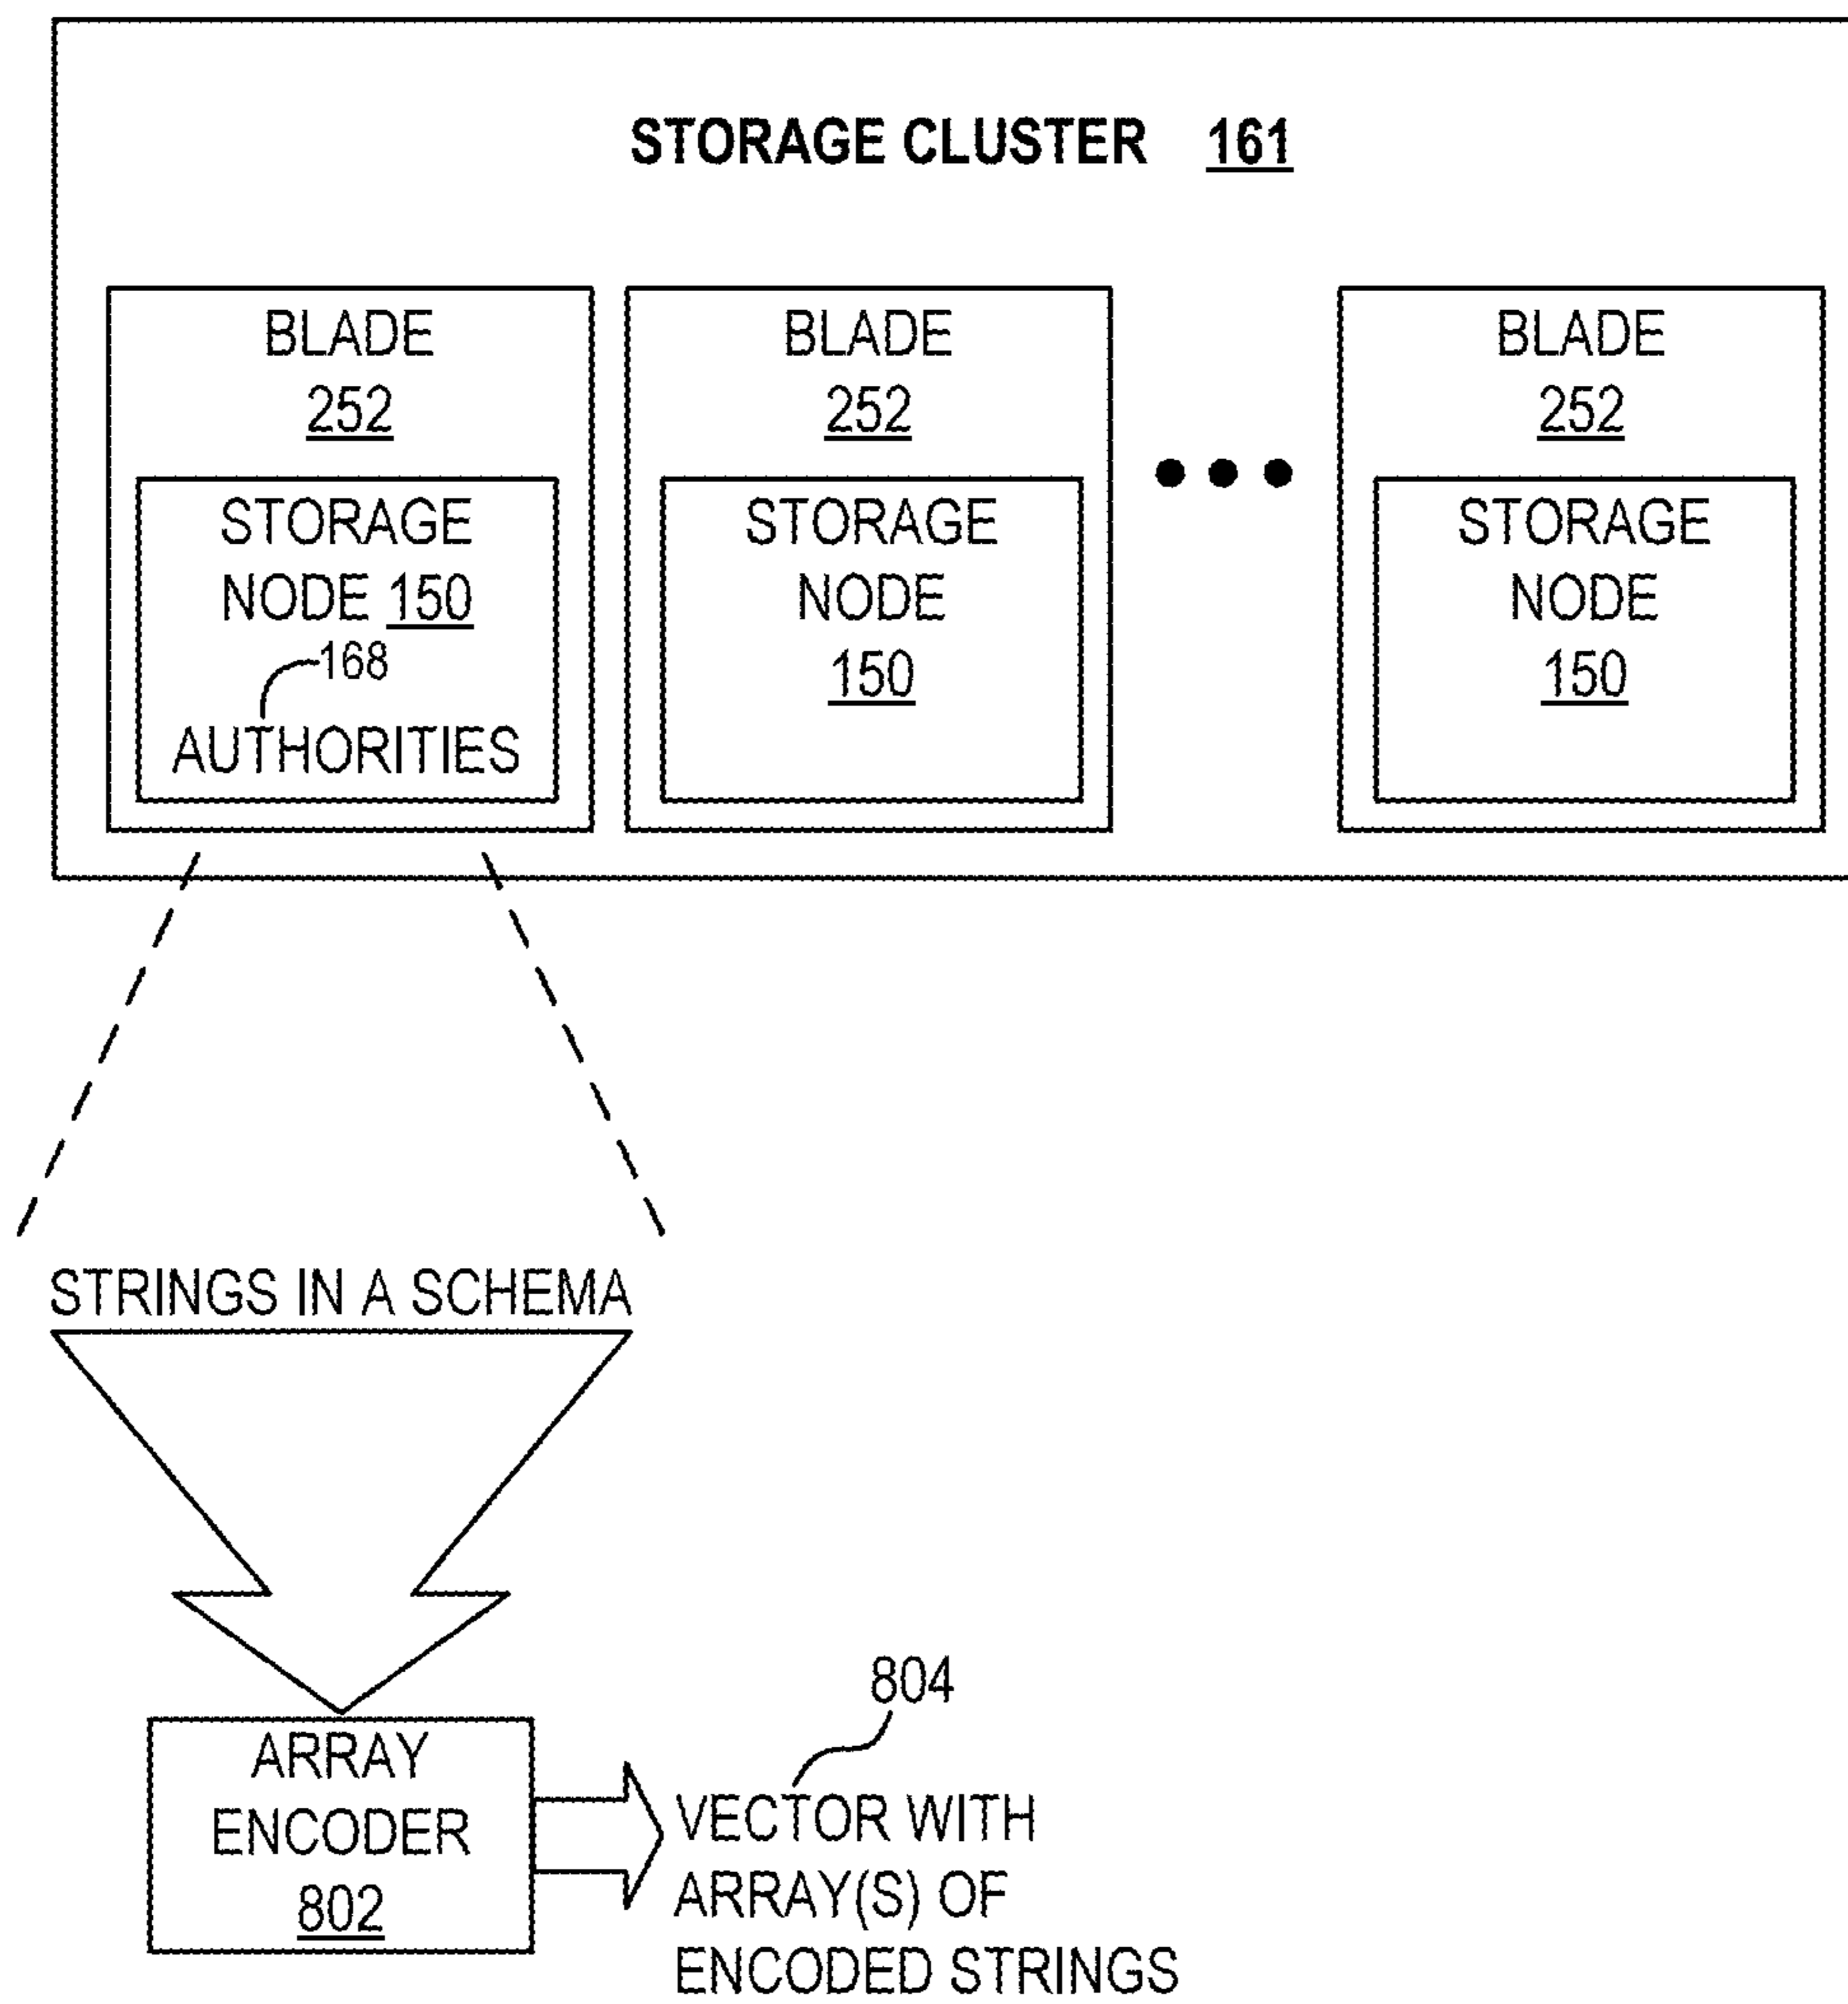 STORAGE CLUSTER 161
BLADE
252
STORAGE
NODE 150
168
AUTHORITIES
BLADE
252
STORAGE
NODE
150
BLADE
252
STORAGE
NODE
150
STRINGS IN A SCHEMA
ARRAY
ENCODER
802
804
VECTOR WITH
ARRAY(S) OF
ENCODED STRINGS